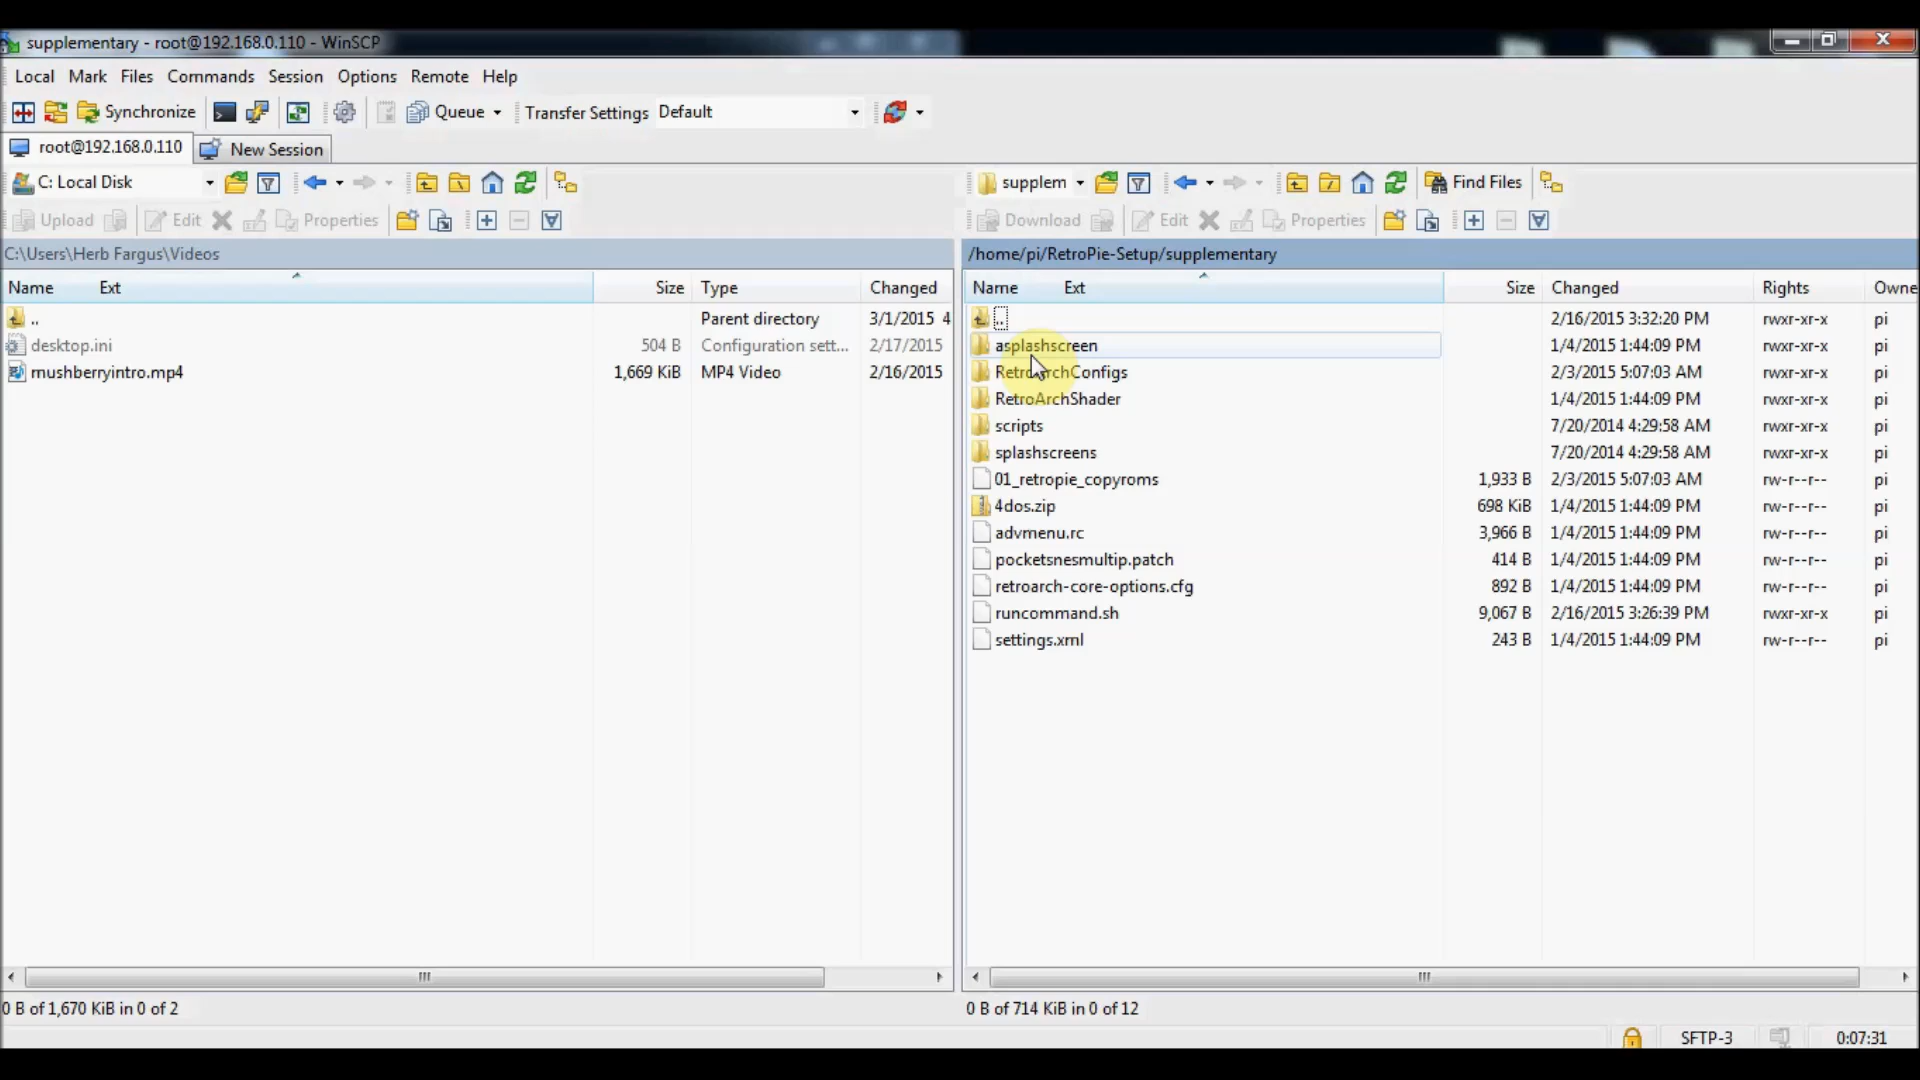 supplementary - root@192.168.0.110 - WinSCP
Local Mark Files Commands Session Options Remote Help
Synchronize Queue Transfer Settings Default
root@192.168.0.110 New Session
C: Local Disk supplem Find Files
Upload Edit Properties Download Edit Properties
C:\Users\Herb Fargus\Videos /home/pi/RetroPie-Setup/supplementary
Name Ext Size Type Changed Name Ext Size Changed Rights Owne
.. Parent directory 3/1/2015 4 .. 2/16/2015 3:32:20 PM rwxr-xr-x pi
desktop.ini 504 B Configuration sett... 2/17/2015 asplashscreen 1/4/2015 1:44:09 PM rwxr-xr-x pi
mushberryintro.mp4 1,669 KiB MP4 Video 2/16/2015 RetroArchConfigs 2/3/2015 5:07:03 AM rwxr-xr-x pi
RetroArchShader 1/4/2015 1:44:09 PM rwxr-xr-x pi
scripts 7/20/2014 4:29:58 AM rwxr-xr-x pi
splashscreens 7/20/2014 4:29:58 AM rwxr-xr-x pi
01_retropie_copyroms 1,933 B 2/3/2015 5:07:03 AM rw-r--r-- pi
4dos.zip 698 KiB 1/4/2015 1:44:09 PM rw-r--r-- pi
advmenu.rc 3,966 B 1/4/2015 1:44:09 PM rw-r--r-- pi
pocketsnesmultip.patch 414 B 1/4/2015 1:44:09 PM rw-r--r-- pi
retroarch-core-options.cfg 892 B 1/4/2015 1:44:09 PM rw-r--r-- pi
runcommand.sh 9,067 B 2/16/2015 3:26:39 PM rwxr-xr-x pi
settings.xml 243 B 1/4/2015 1:44:09 PM rw-r--r-- pi
0 B of 1,670 KiB in 0 of 2 0 B of 714 KiB in 0 of 12
SFTP-3 0:07:31